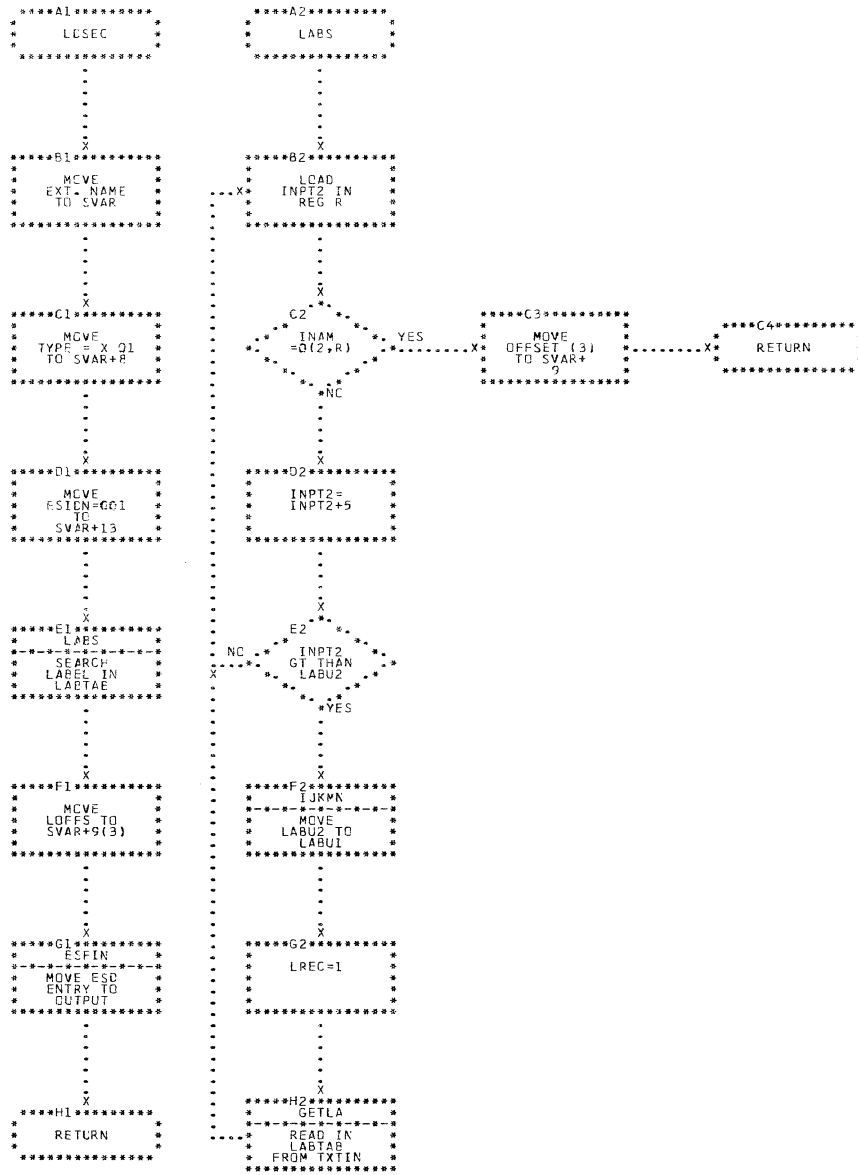 A1
LDSEC
B1
MOVE
EXT. NAME
TO SVAR
C1
MOVE
TYPE = X 01
TO SVAR+8
D1
MOVE
ESIDN=001
TO
SVAR+13
E1
LABS
SEARCH
LABEL IN
LABTAB
F1
MOVE
LOFFS TO
SVAR+9(3)
G1
ESFIN
MOVE ESD
ENTRY TO
OUTPUT
H1
RETURN
A2
LABS
B2
LOAD
INPT2 IN
REG R
C2
INAM
=0(2,R)
YES
NO
C3
MOVE
OFFSET (3)
TO SVAR+
9
C4
RETURN
D2
INPT2=
INPT2+5
E2
INPT2
GT THAN
LABU2
NO
YES
F2
IJKMN
MOVE
LABU2 TO
LABU1
G2
LREC=1
H2
GETLA
READ IN
LABTAB
FROM TXTIN